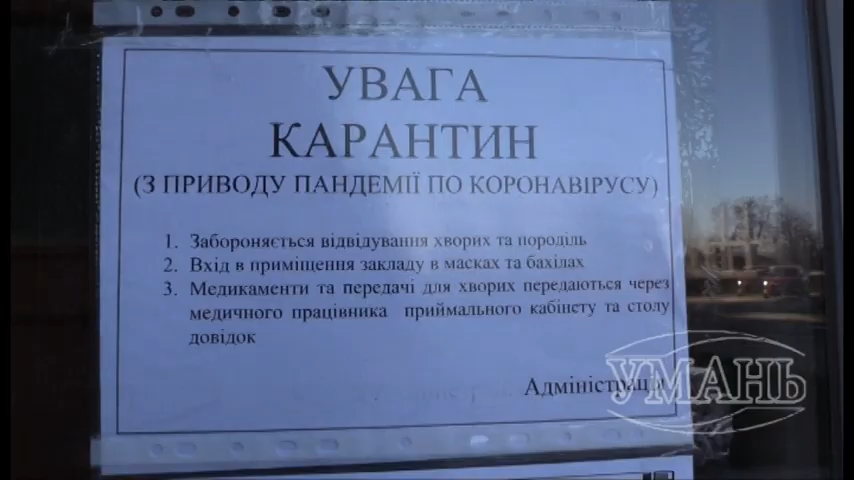 УВАГА
КАРАНТИН
(З ПРИВОДУ ПАНДЕМІЇ ПО КОРОНАВІРУСУ)
1. Забороняється відвідування хворих та породіль
2. Вхід в приміщення закладу в масках та бахілах
3. Медикаменти та передачі для хворих передаються через
медичного працівника приймального кабінету та столу
довідок
Адміністрація
УМАНЬ